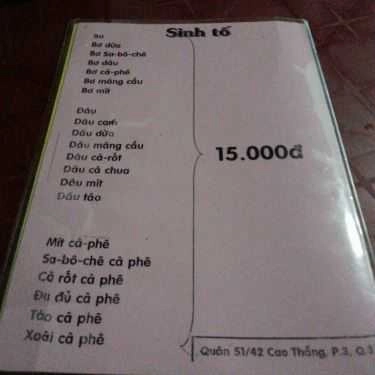 Sinh tố
Bơ
Bơ dừa
Bơ Sa-bô-chê
Bơ dâu
Bơ cà-phê
Bơ mãng cầu
Bơ mít
Dâu
Dâu cam
Dâu dừa
Dâu mãng cầu
Dâu cà-rốt
Dâu cà chua
Dâu mít
Dâu táo
15.000đ
Mít cà-phê
Sa-bô-chê cà phê
Cà rốt cà phê
Đu đủ cà phê
Táo cà phê
Xoài cà phê
Quán 51/42 Cao Thắng, P.3, Q.3